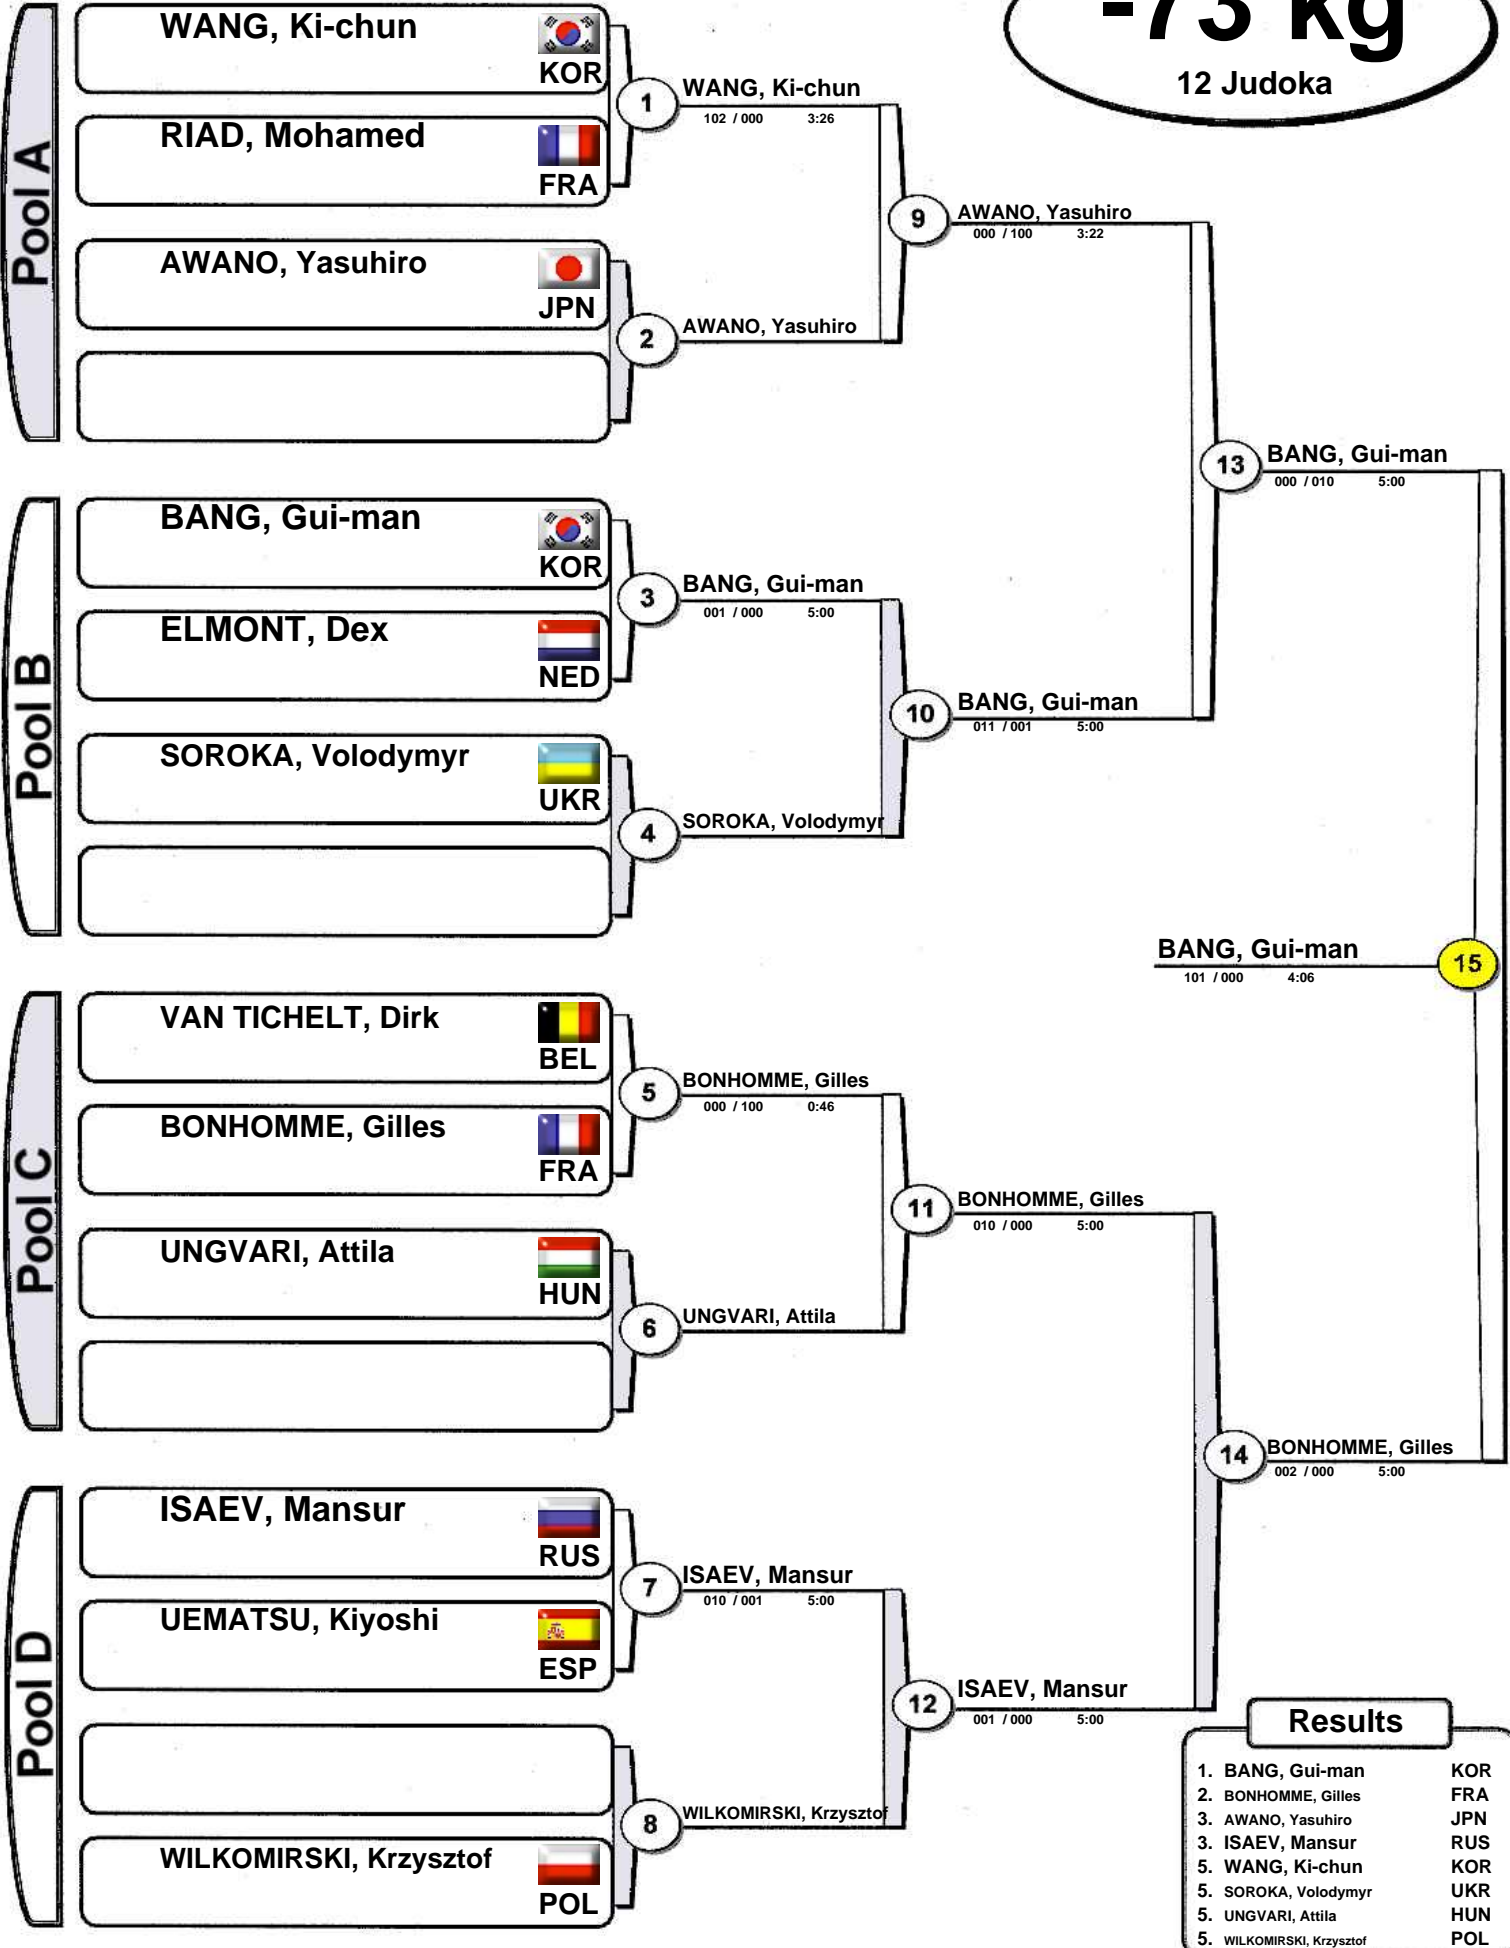 -73 kg
12 Judoka
Pool A
WANG, Ki-chun
KOR
RIAD, Mohamed
FRA
AWANO, Yasuhiro
JPN
1
WANG, Ki-chun
102 / 000 3:26
2
AWANO, Yasuhiro
9
AWANO, Yasuhiro
000 / 100 3:22
Pool B
BANG, Gui-man
KOR
ELMONT, Dex
NED
SOROKA, Volodymyr
UKR
3
BANG, Gui-man
001 / 000 5:00
4
SOROKA, Volodymyr
10
BANG, Gui-man
011 / 001 5:00
13
BANG, Gui-man
000 / 010 5:00
BANG, Gui-man
101 / 000 4:06
15
Pool C
VAN TICHELT, Dirk
BEL
BONHOMME, Gilles
FRA
UNGVARI, Attila
HUN
5
BONHOMME, Gilles
000 / 100 0:46
6
UNGVARI, Attila
11
BONHOMME, Gilles
010 / 000 5:00
14
BONHOMME, Gilles
002 / 000 5:00
Pool D
ISAEV, Mansur
RUS
UEMATSU, Kiyoshi
ESP
WILKOMIRSKI, Krzysztof
POL
7
ISAEV, Mansur
010 / 001 5:00
8
WILKOMIRSKI, Krzysztof
12
ISAEV, Mansur
001 / 000 5:00
Results
1. BANG, Gui-man KOR
2. BONHOMME, Gilles FRA
3. AWANO, Yasuhiro JPN
3. ISAEV, Mansur RUS
5. WANG, Ki-chun KOR
5. SOROKA, Volodymyr UKR
5. UNGVARI, Attila HUN
5. WILKOMIRSKI, Krzysztof POL